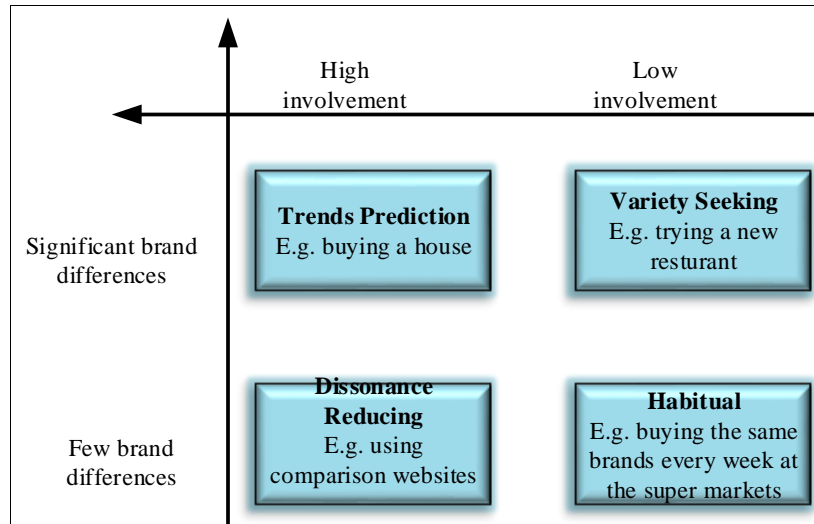 High
involvement
Low
involvement
Significant brand
differences
Trends Prediction
E.g. buying a house
Variety Seeking
E.g. trying a new
resturant
Few brand
differences
Dissonance
Reducing
E.g. using
comparison websites
Habitual
E.g. buying the same
brands every week at
the super markets